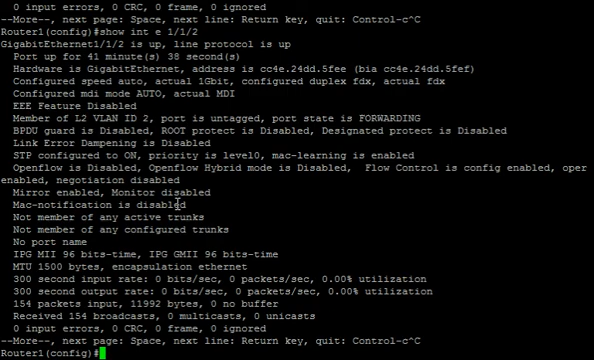 0 input errors, 0 CRC, 0 frame, 0 ignored
--More--, next page: Space, next line: Return key, quit: Control-c^C
Router1(config)#show int e 1/1/2
GigabitEthernet1/1/2 is up, line protocol is up
Port up for 41 minute(s) 38 second(s)
Hardware is GigabitEthernet, address is cc4e.24dd.5fee (bia cc4e.24dd.5fef)
Configured speed auto, actual 1Gbit, configured duplex fdx, actual fdx
Configured mdi mode AUTO, actual MDI
EEE Feature Disabled
Member of L2 VLAN ID 2, port is untagged, port state is FORWARDING
BPDU guard is Disabled, ROOT protect is Disabled, Designated protect is Disabled
Link Error Dampening is Disabled
STP configured to ON, priority is level0, mac-learning is enabled
Openflow is Disabled, Openflow Hybrid mode is Disabled,  Flow Control is config enabled, oper
enabled, negotiation disabled
Mirror enabled, Monitor disabled
Mac-notification is disabled
Not member of any active trunks
Not member of any configured trunks
No port name
IPG MII 96 bits-time, IPG GMII 96 bits-time
MTU 1500 bytes, encapsulation ethernet
300 second input rate: 0 bits/sec, 0 packets/sec, 0.00% utilization
300 second output rate: 0 bits/sec, 0 packets/sec, 0.00% utilization
154 packets input, 11992 bytes, 0 no buffer
Received 154 broadcasts, 0 multicasts, 0 unicasts
0 input errors, 0 CRC, 0 frame, 0 ignored
--More--, next page: Space, next line: Return key, quit: Control-c^C
Router1(config)#